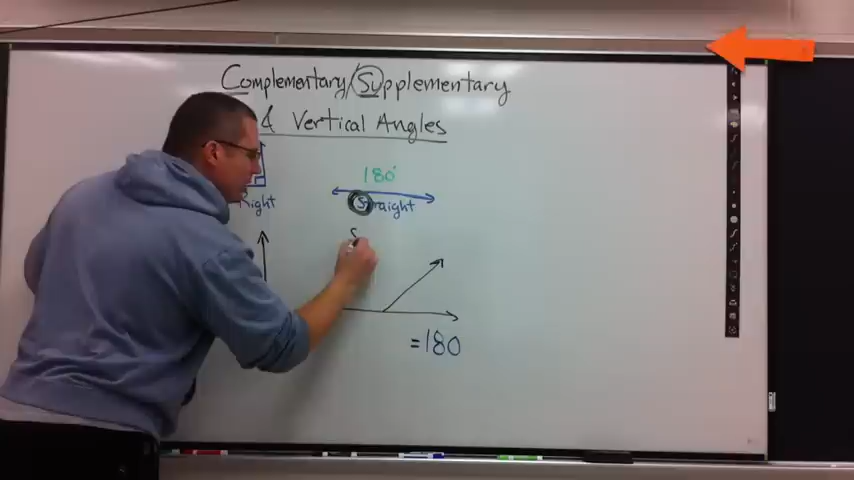 Complementary/Supplementary
& Vertical Angles
180°
Right
Straight
S
=180